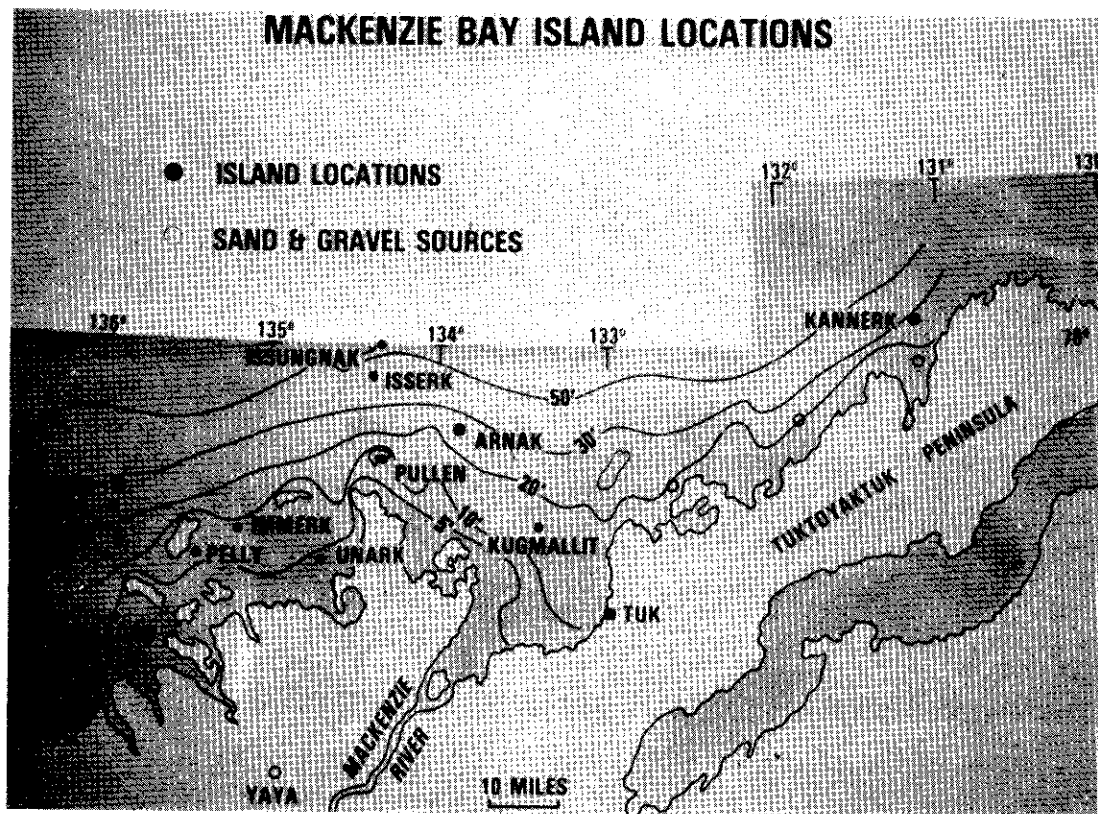 MACKENZIE BAY ISLAND LOCATIONS
ISLAND LOCATIONS
SAND & GRAVEL SOURCES
132°
131°
136°
135°
134°
133°
KANNERK
70°
ISSUNGNAK
ISSERK
50'
ARNAK
30'
PENINSULA
PULLEN
20'
TUKTOYAKTUK
10'
5'
KUGMALLIT
PELLY
UNARK
TUK
MACKENZIE
RIVER
YAYA
10 MILES